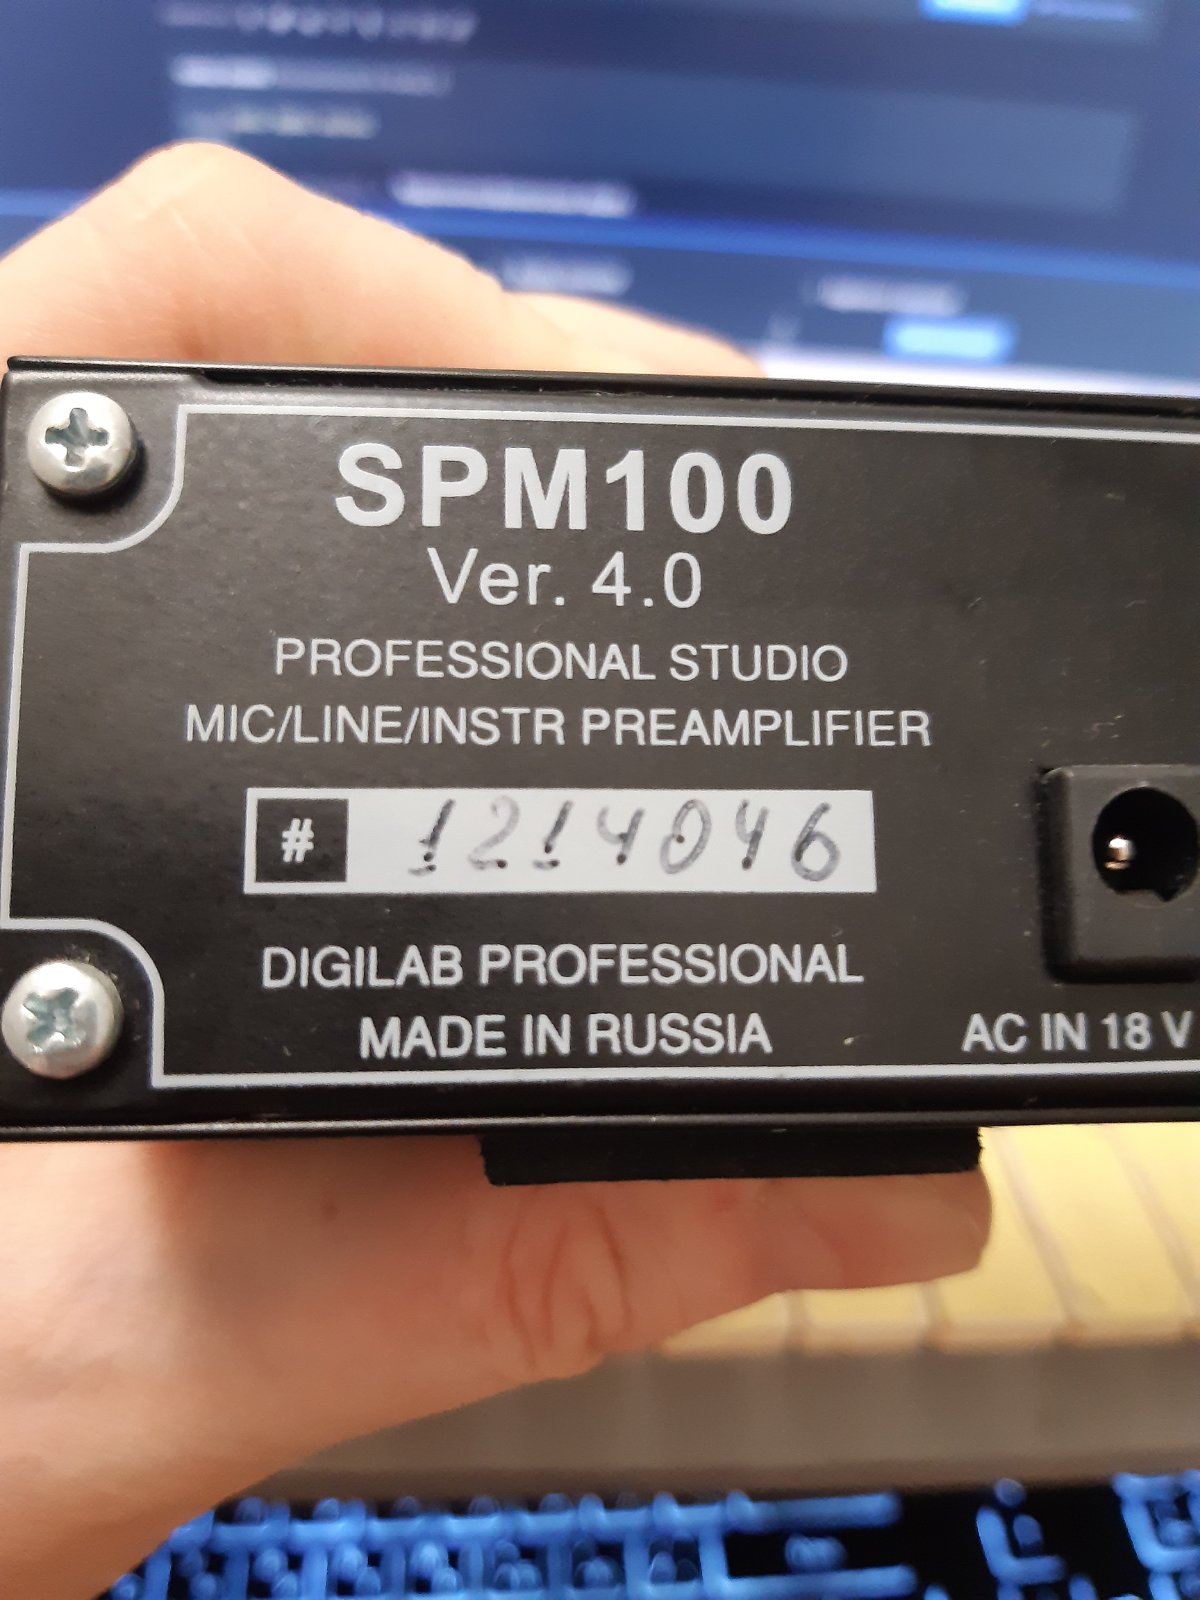 SPM100
Ver. 4.0
PROFESSIONAL STUDIO
MIC/LINE/INSTR PREAMPLIFIER
# 1214046
DIGILAB PROFESSIONAL
MADE IN RUSSIA
AC IN 18 V